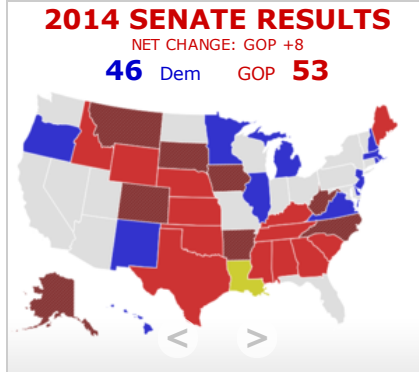 2014 SENATE RESULTS
NET CHANGE: GOP +8
46 Dem GOP 53
< >